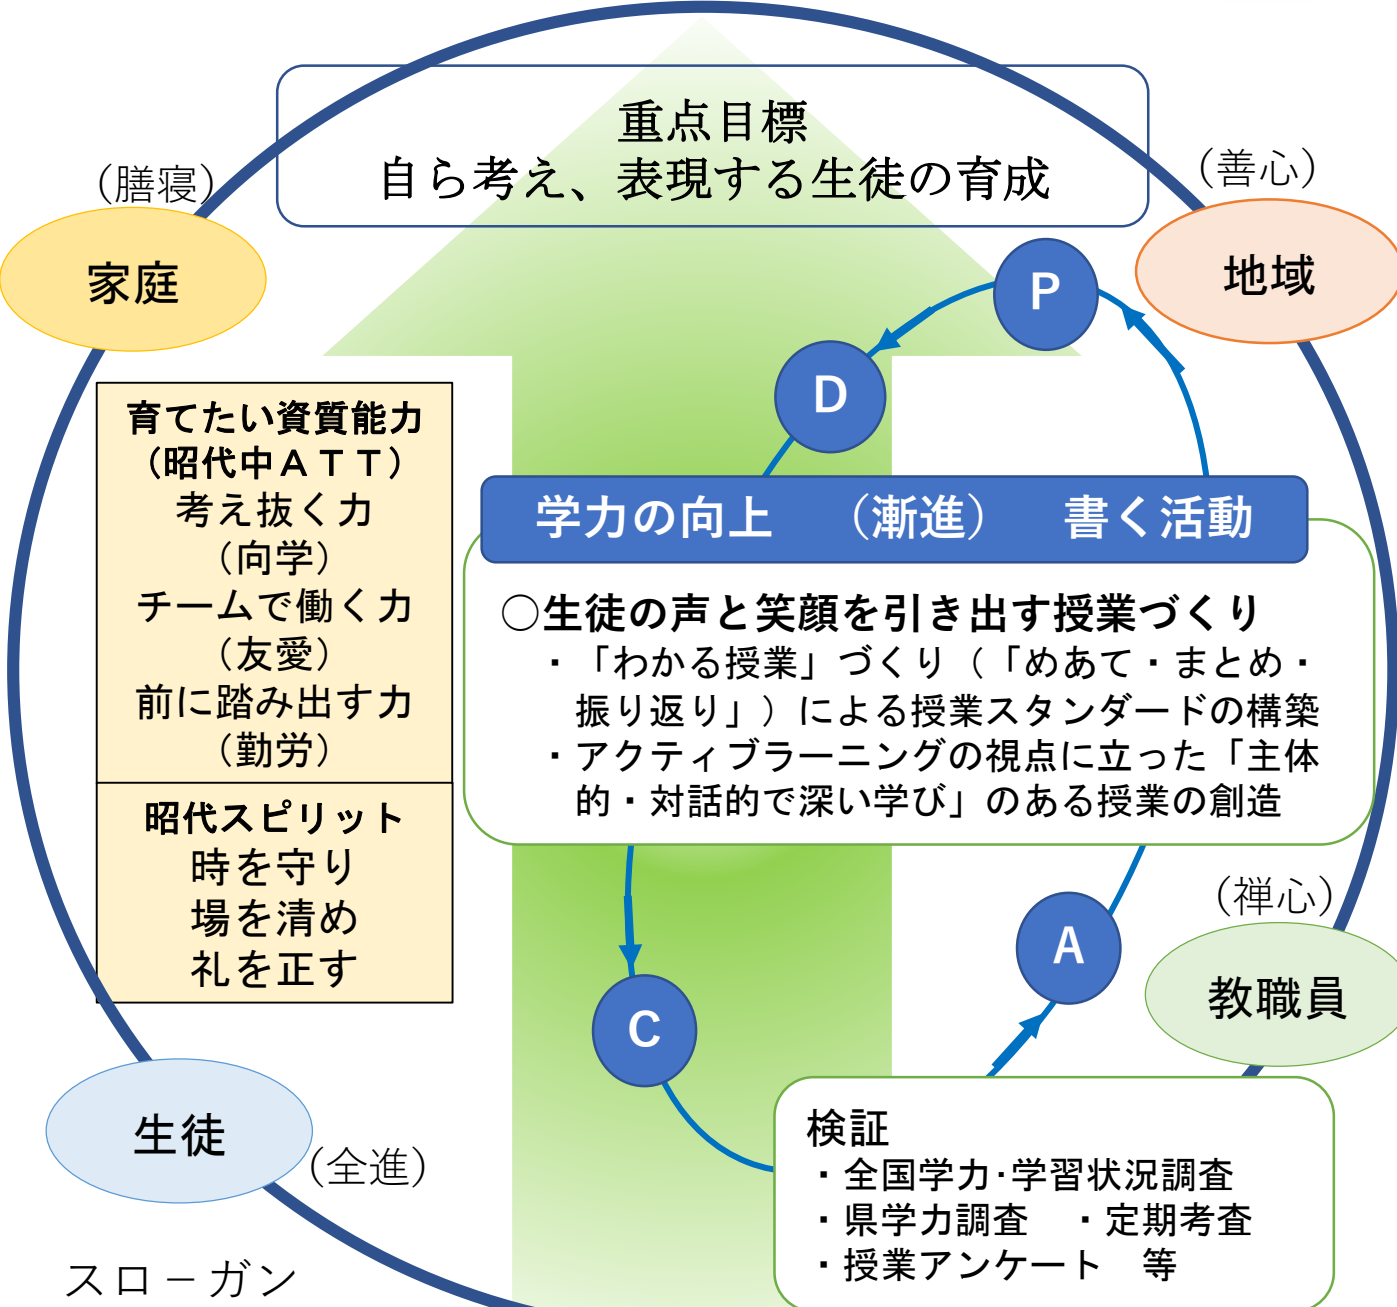 重点目標
自ら考え、表現する生徒の育成
（膳寝）
家庭
（善心）
地域
P
D
育てたい資質能力
（昭代中ＡＴＴ）
考え抜く力
（向学）
チームで働く力
（友愛）
前に踏み出す力
（勤労）
昭代スピリット
時を守り
場を清め
礼を正す
学力の向上　（漸進）　書く活動
○生徒の声と笑顔を引き出す授業づくり
・「わかる授業」づくり（「めあて・まとめ・
振り返り」）による授業スタンダードの構築
・アクティブラーニングの視点に立った「主体
的・対話的で深い学び」のある授業の創造
（禅心）
教職員
A
C
生徒
（全進）
検証
・全国学力･学習状況調査
・県学力調査　・定期考査
・授業アンケート　等
スロ－ガン